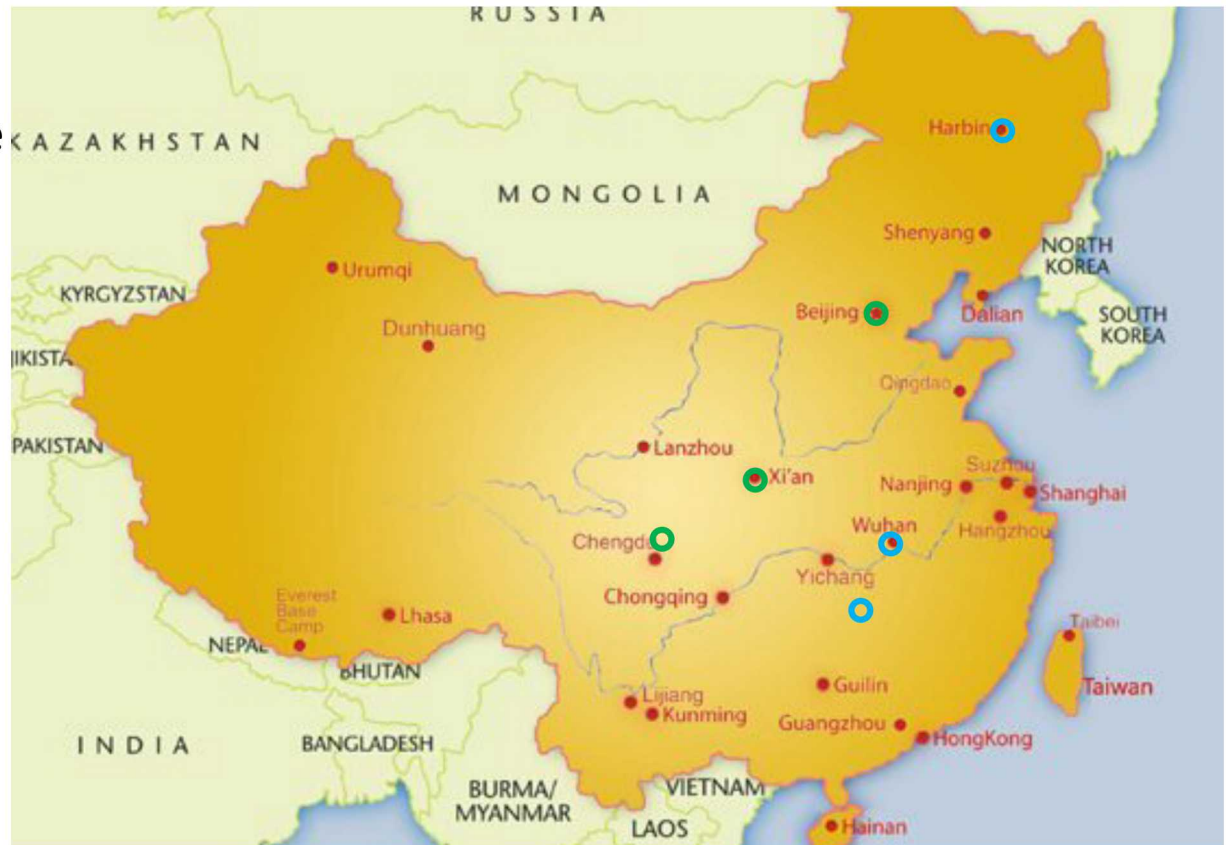 RUSSIA
e
KAZAKHSTAN
Harbin
MONGOLIA
Shenyang
NORTH
KOREA
Urumqi
KYRGYZSTAN
Beijing
Dalian
SOUTH
KOREA
Dunhuang
JIKISTA
Qingdao
PAKISTAN
Lanzhou
Xi'an
Suzhou
Nanjing
Shanghai
Wuhan
Hangzhou
Chengdu
Yichang
Everest
Base
Camp
Lhasa
Chongqing
Taibei
NEPAL
BHUTAN
Guilin
Taiwan
Lijiang
Kunming
Guangzhou
HongKong
INDIA
BANGLADESH
BURMA/
MYANMAR
VIETNAM
LAOS
Hainan